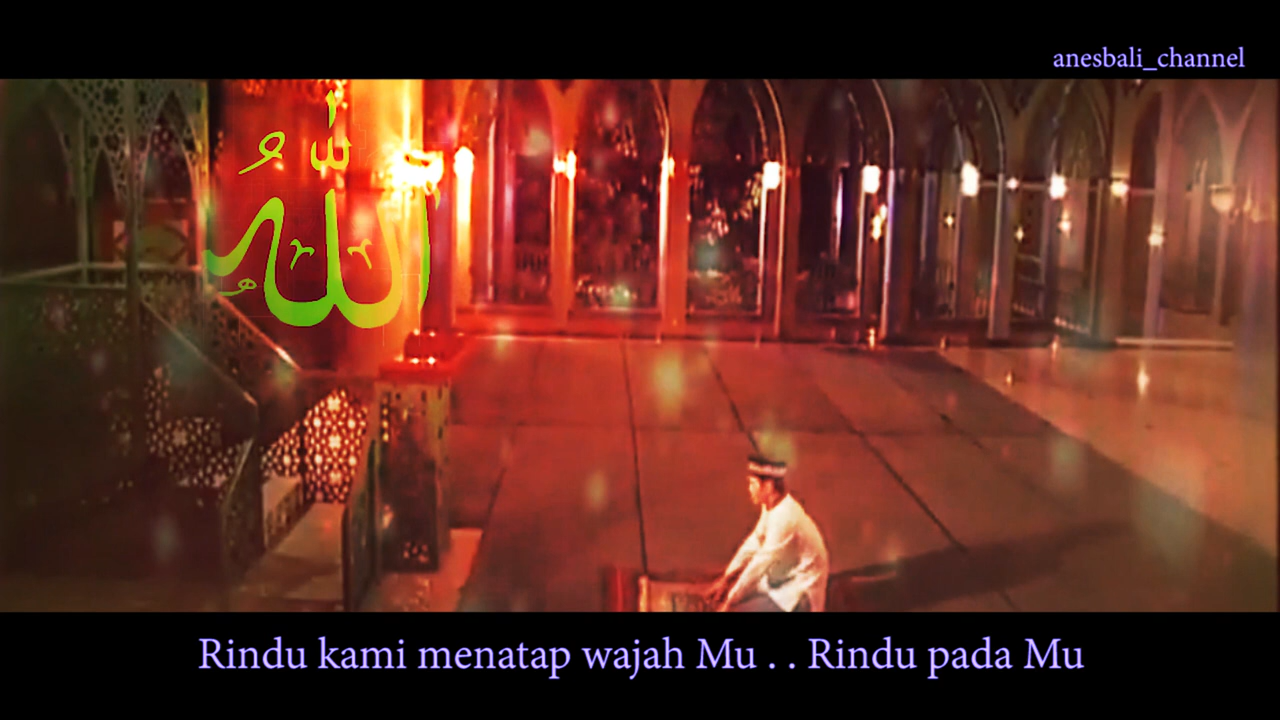 anesbali_channel
الله
Rindu kami menatap wajah Mu . . Rindu pada Mu